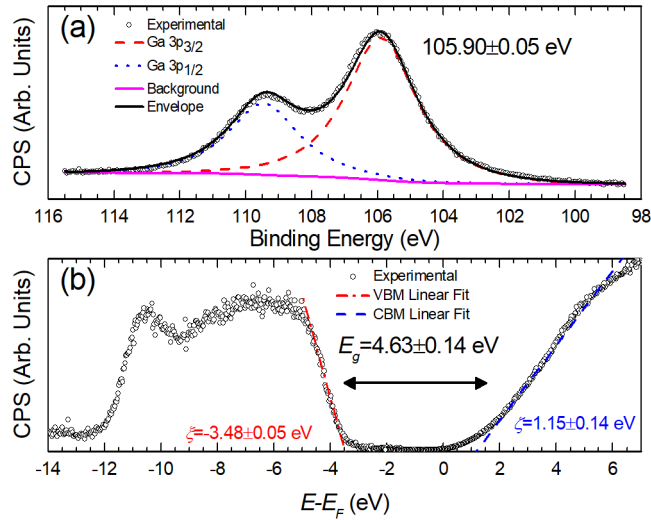 (a)
Experimental
Ga 3p3/2
Ga 3p1/2
Background
Envelope
105.90±0.05 eV
CPS (Arb. Units)
116 114 112 110 108 106 104 102 100 98
Binding Energy (eV)
(b)
Experimental
VBM Linear Fit
CBM Linear Fit
Eg=4.63±0.14 eV
ξ=-3.48±0.05 eV
ξ=1.15±0.14 eV
CPS (Arb. Units)
-14 -12 -10 -8 -6 -4 -2 0 2 4 6
E-EF (eV)